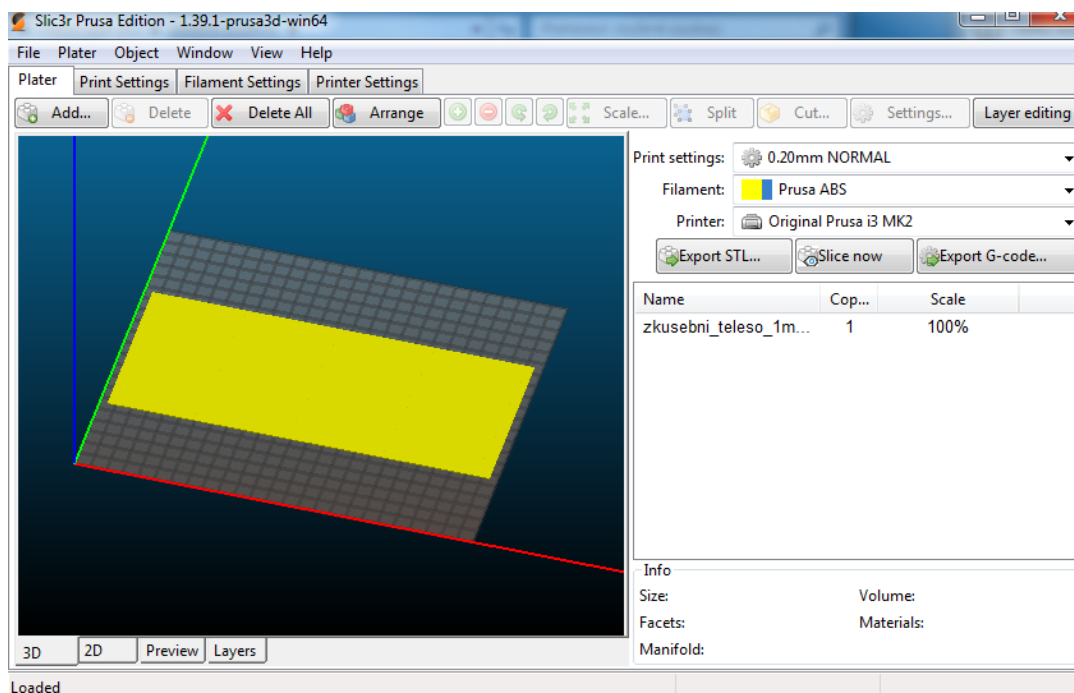 Slic3r Prusa Edition - 1.39.1-prusa3d-win64
File Plater Object Window View Help
Plater Print Settings Filament Settings Printer Settings
Add... Delete Delete All Arrange Scale... Split Cut... Settings... Layer editing
Print settings: 0.20mm NORMAL
Filament: Prusa ABS
Printer: Original Prusa i3 MK2
Export STL... Slice now Export G-code...
Name Cop... Scale
zkusebni_teleso_1m... 1 100%
Info
Size: Volume:
Facets: Materials:
Manifold:
3D 2D Preview Layers
Loaded